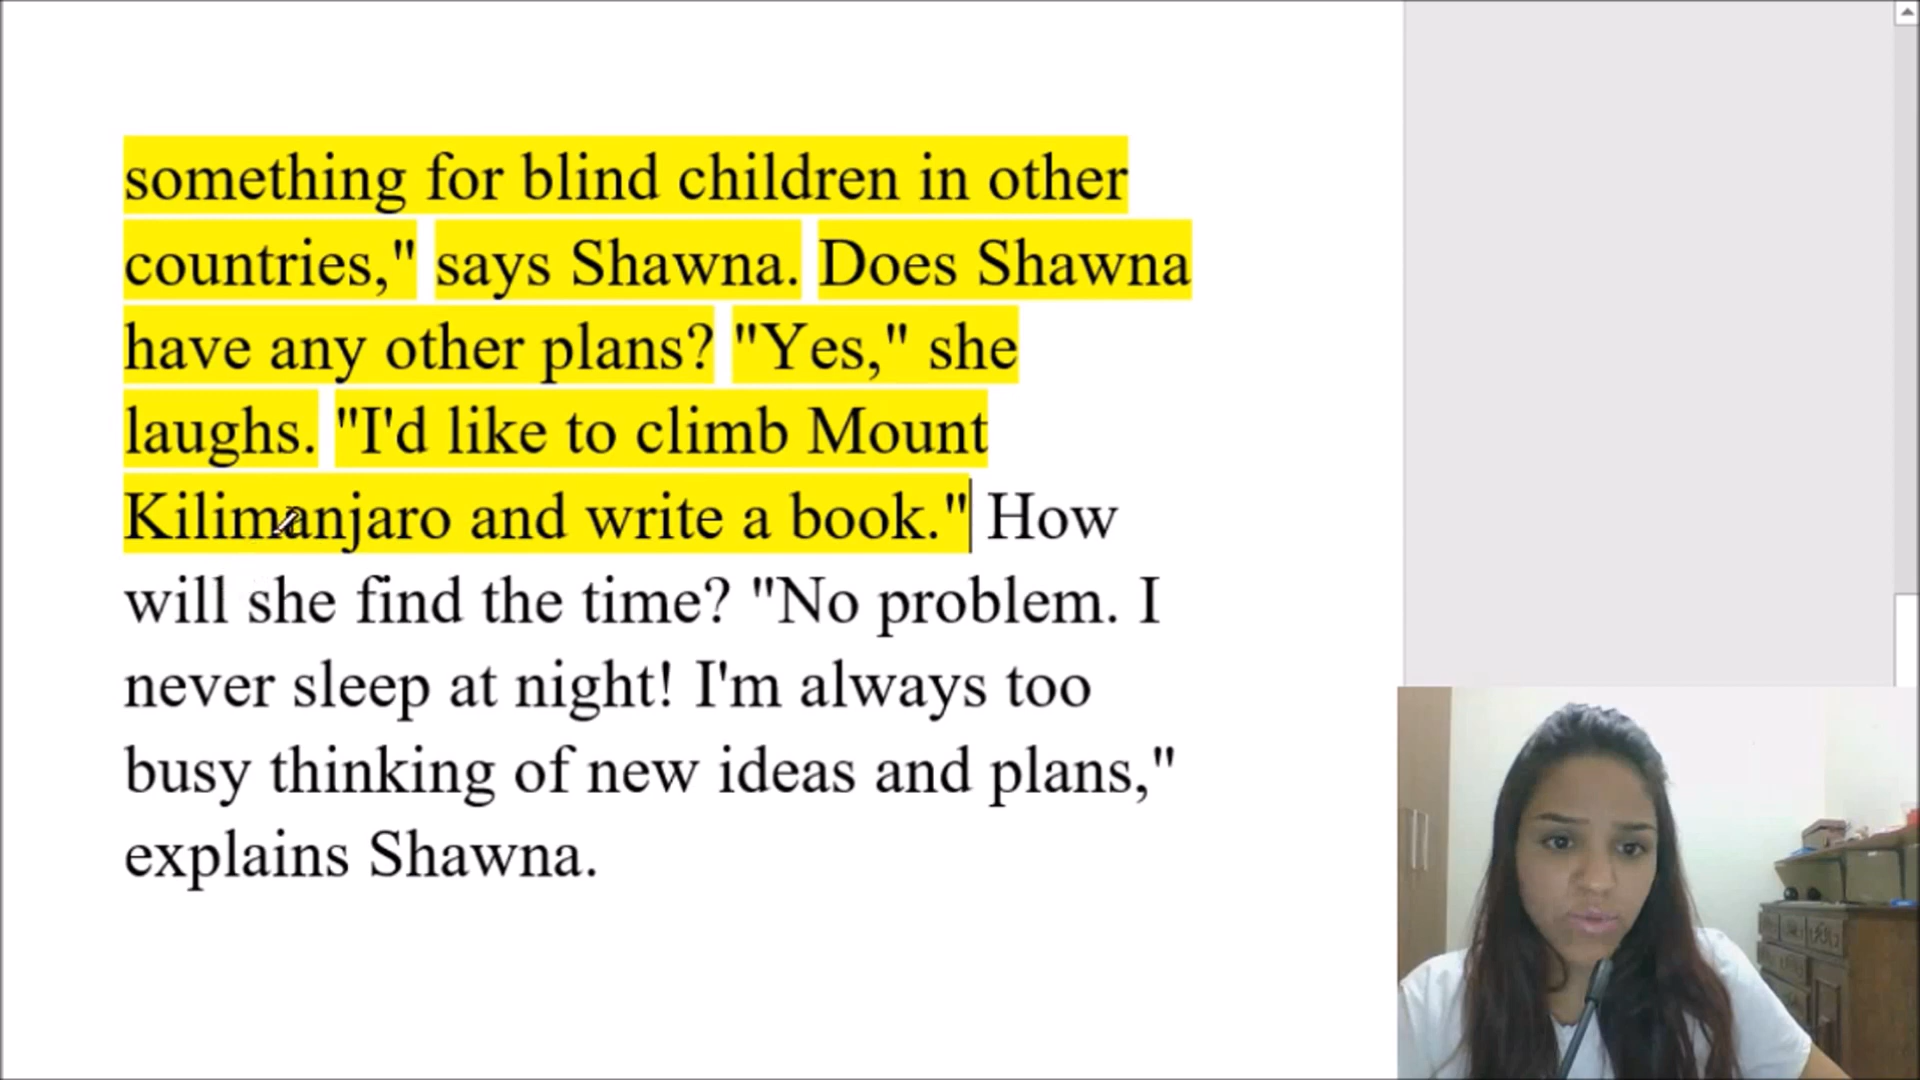 something for blind children in other
countries," says Shawna. Does Shawna
have any other plans? "Yes," she
laughs. "I'd like to climb Mount
Kilimanjaro and write a book." How
will she find the time? "No problem. I
never sleep at night! I'm always too
busy thinking of new ideas and plans,"
explains Shawna.